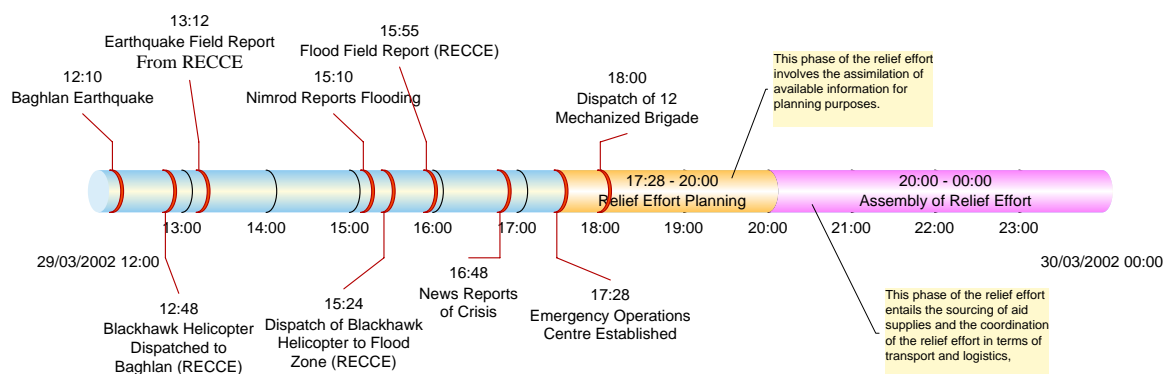 13:12
Earthquake Field Report
From RECCE
15:55
Flood Field Report (RECCE)
12:10
Baghlan Earthquake
15:10
Nimrod Reports Flooding
18:00
Dispatch of 12
Mechanized Brigade
This phase of the relief effort
involves the assimilation of
available information for
planning purposes.
17:28 - 20:00
Relief Effort Planning
20:00 - 00:00
Assembly of Relief Effort
13:00
14:00
15:00
16:00
17:00
18:00
19:00
20:00
21:00
22:00
23:00
29/03/2002 12:00
30/03/2002 00:00
12:48
Blackhawk Helicopter
Dispatched to
Baghlan (RECCE)
15:24
Dispatch of Blackhawk
Helicopter to Flood
Zone (RECCE)
16:48
News Reports
of Crisis
17:28
Emergency Operations
Centre Established
This phase of the relief effort
entails the sourcing of aid
supplies and the coordination
of the relief effort in terms of
transport and logistics,